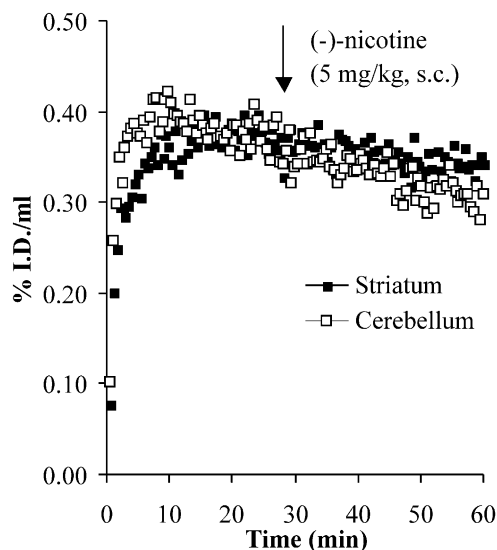 (-)-nicotine
(5 mg/kg, s.c.)
0.50
0.40
0.30
0.20
0.10
0.00
% I.D./ml
Striatum
Cerebellum
0 10 20 30 40 50 60
Time (min)